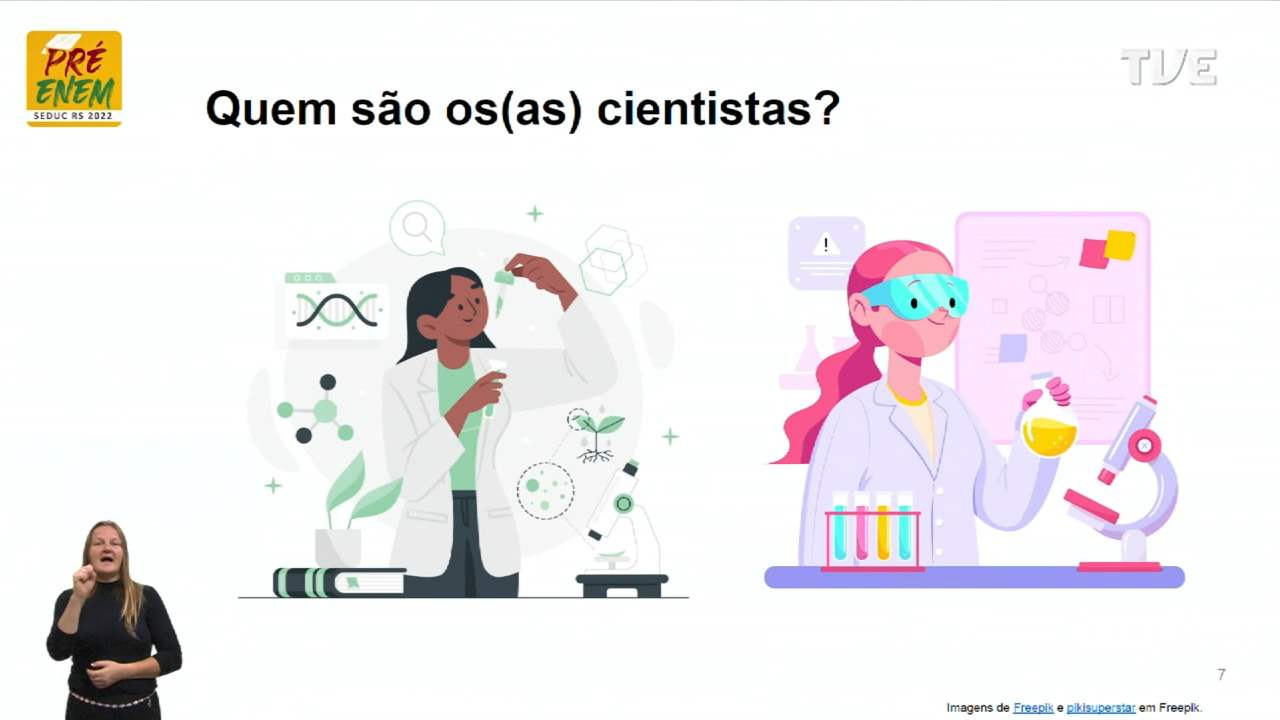 PRÉ
ENEM
SEDUC RS 2022
TVE
Quem são os(as) cientistas?
!
7
Imagens de Freepik e pikisuperstar em Freepik.